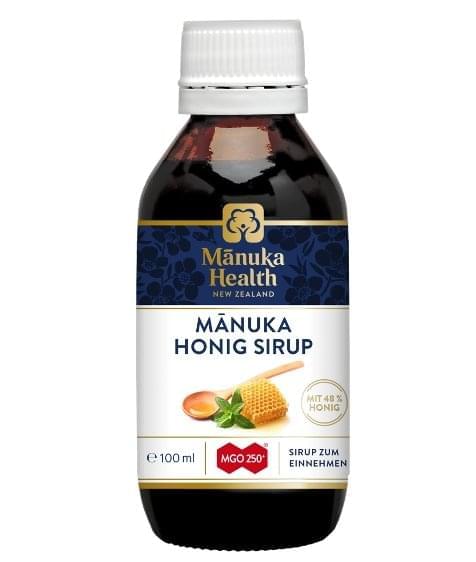 Mānuka
Health
NEW ZEALAND
MĀNUKA
HONIG SIRUP
MIT 48 %
HONIG
℮ 100 ml
MGO 250+
®
SIRUP ZUM
EINNEHMEN